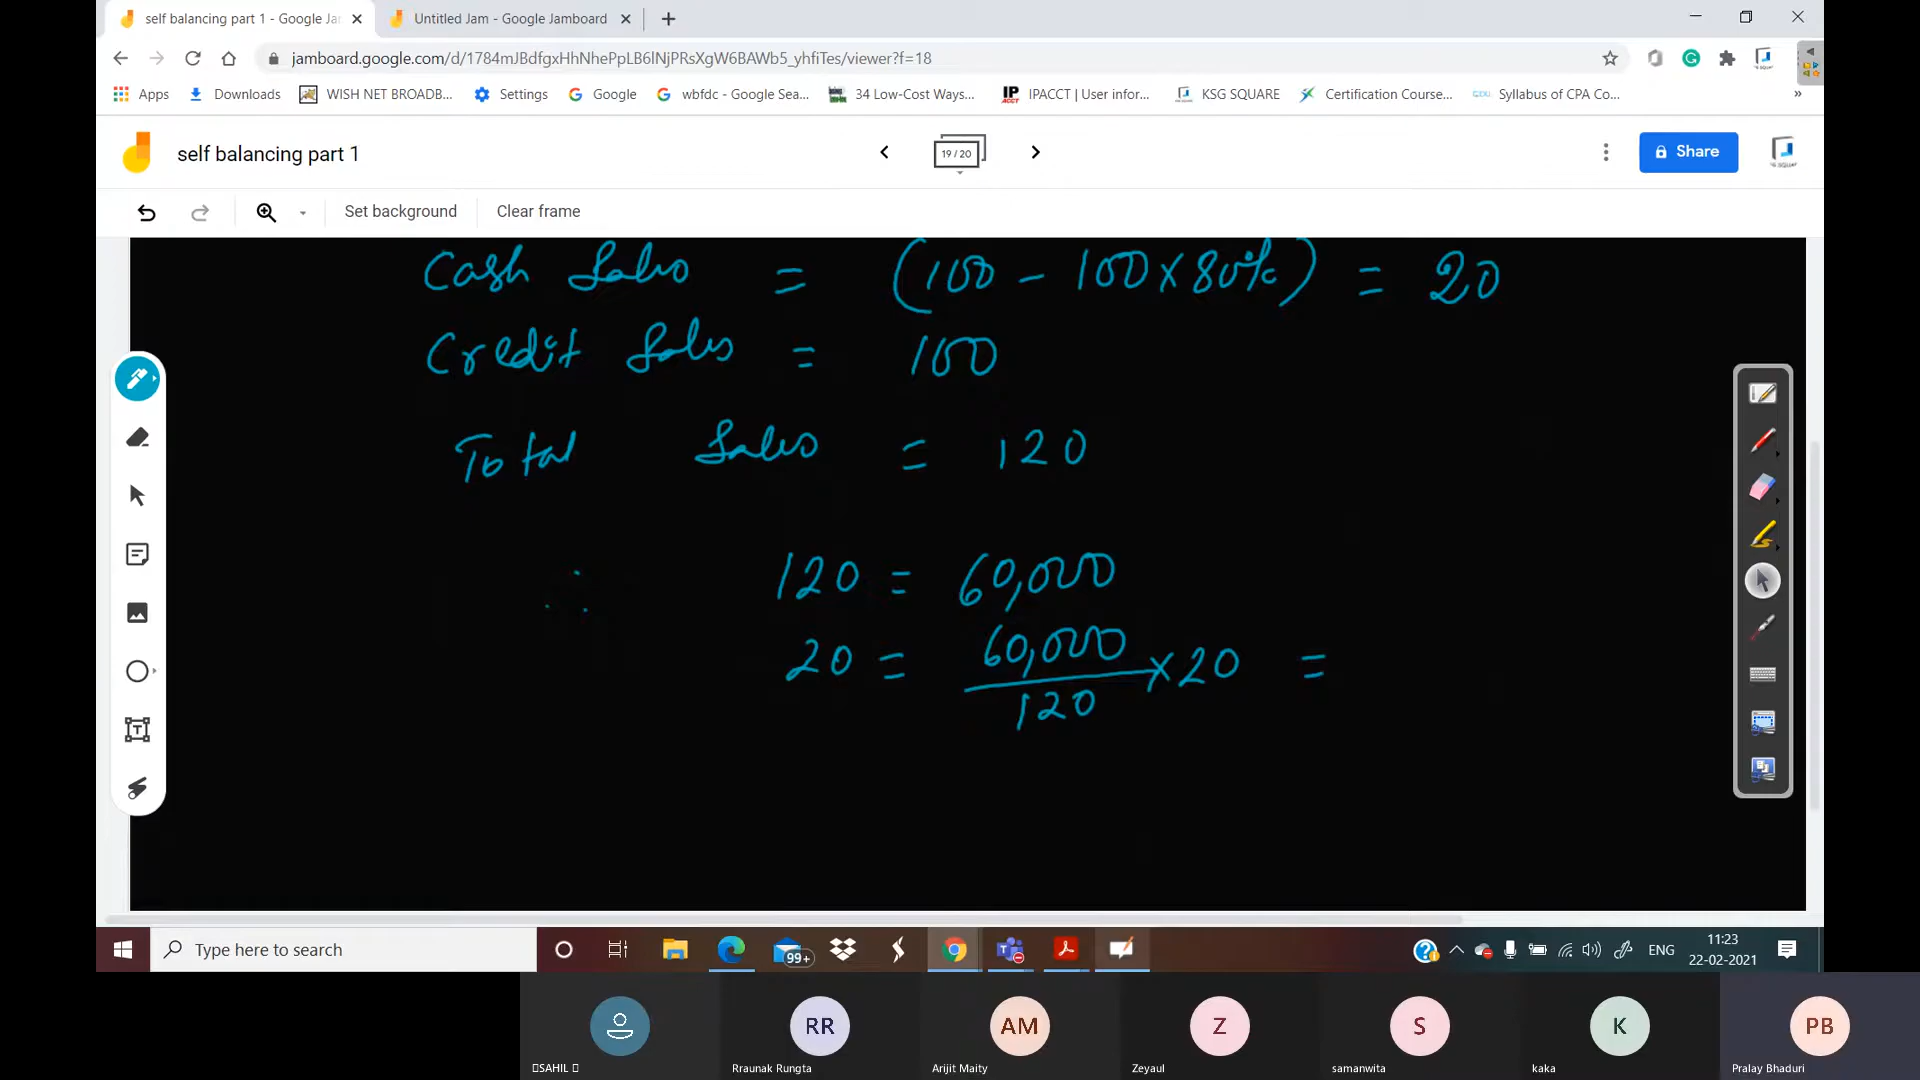 self balancing part 1 - Google Ja
Untitled Jam - Google Jamboard
jamboard.google.com/d/1784mJBdfgxHhNhePpLB6lNjPRsXgW6BAWb5_yhfiTes/viewer?f=18
Apps Downloads WISH NET BROADB... Settings Google wbfdc - Google Sea... 34 Low-Cost Ways... IPACCT | User infor... KSG SQUARE Certification Course... Syllabus of CPA Co... »
self balancing part 1
19 / 20
Share
Set background Clear frame
Cash Sales = (100 - 100 x 80%) = 20
Credit Sales = 100
Total Sales = 120
∴ 120 = 60,000
20 = 60,000 / 120 x 20 =
Type here to search
99+
ENG
11:23
22-02-2021
RR AM Z S K PB
SAHIL Rraunak Rungta Arijit Maity Zeyaul samanwita kaka Pralay Bhaduri